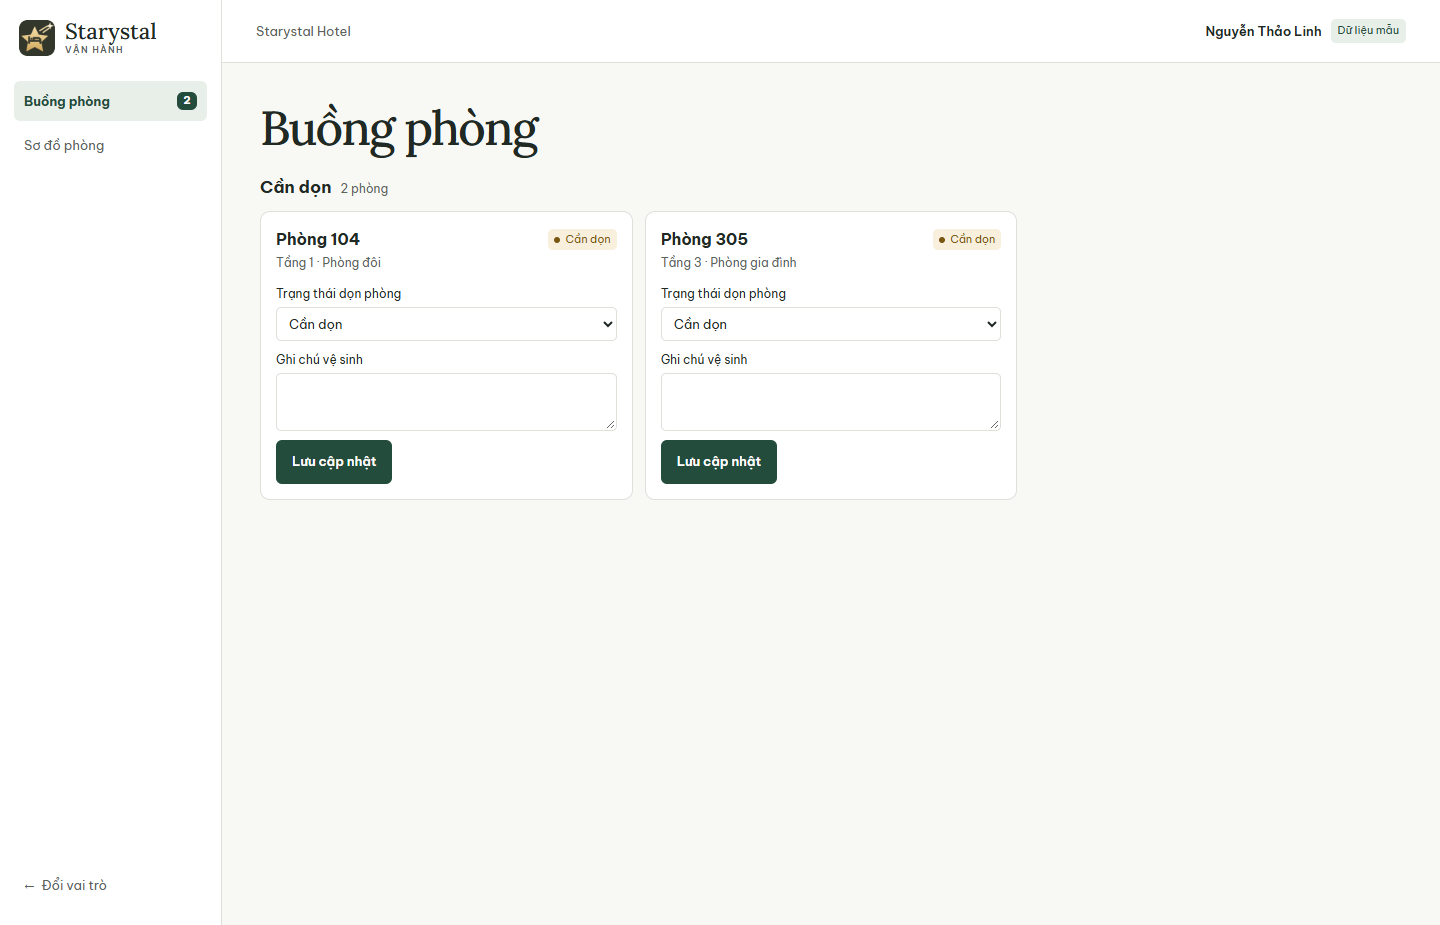 Starystal
VẬN HÀNH
Buồng phòng 2
Sơ đồ phòng
← Đổi vai trò
Starystal Hotel
Nguyễn Thảo Linh Dữ liệu mẫu
Buồng phòng
Cần dọn 2 phòng
Phòng 104 Cần dọn
Tầng 1 · Phòng đôi
Trạng thái dọn phòng
Cần dọn
Ghi chú vệ sinh
Lưu cập nhật
Phòng 305 Cần dọn
Tầng 3 · Phòng gia đình
Trạng thái dọn phòng
Cần dọn
Ghi chú vệ sinh
Lưu cập nhật